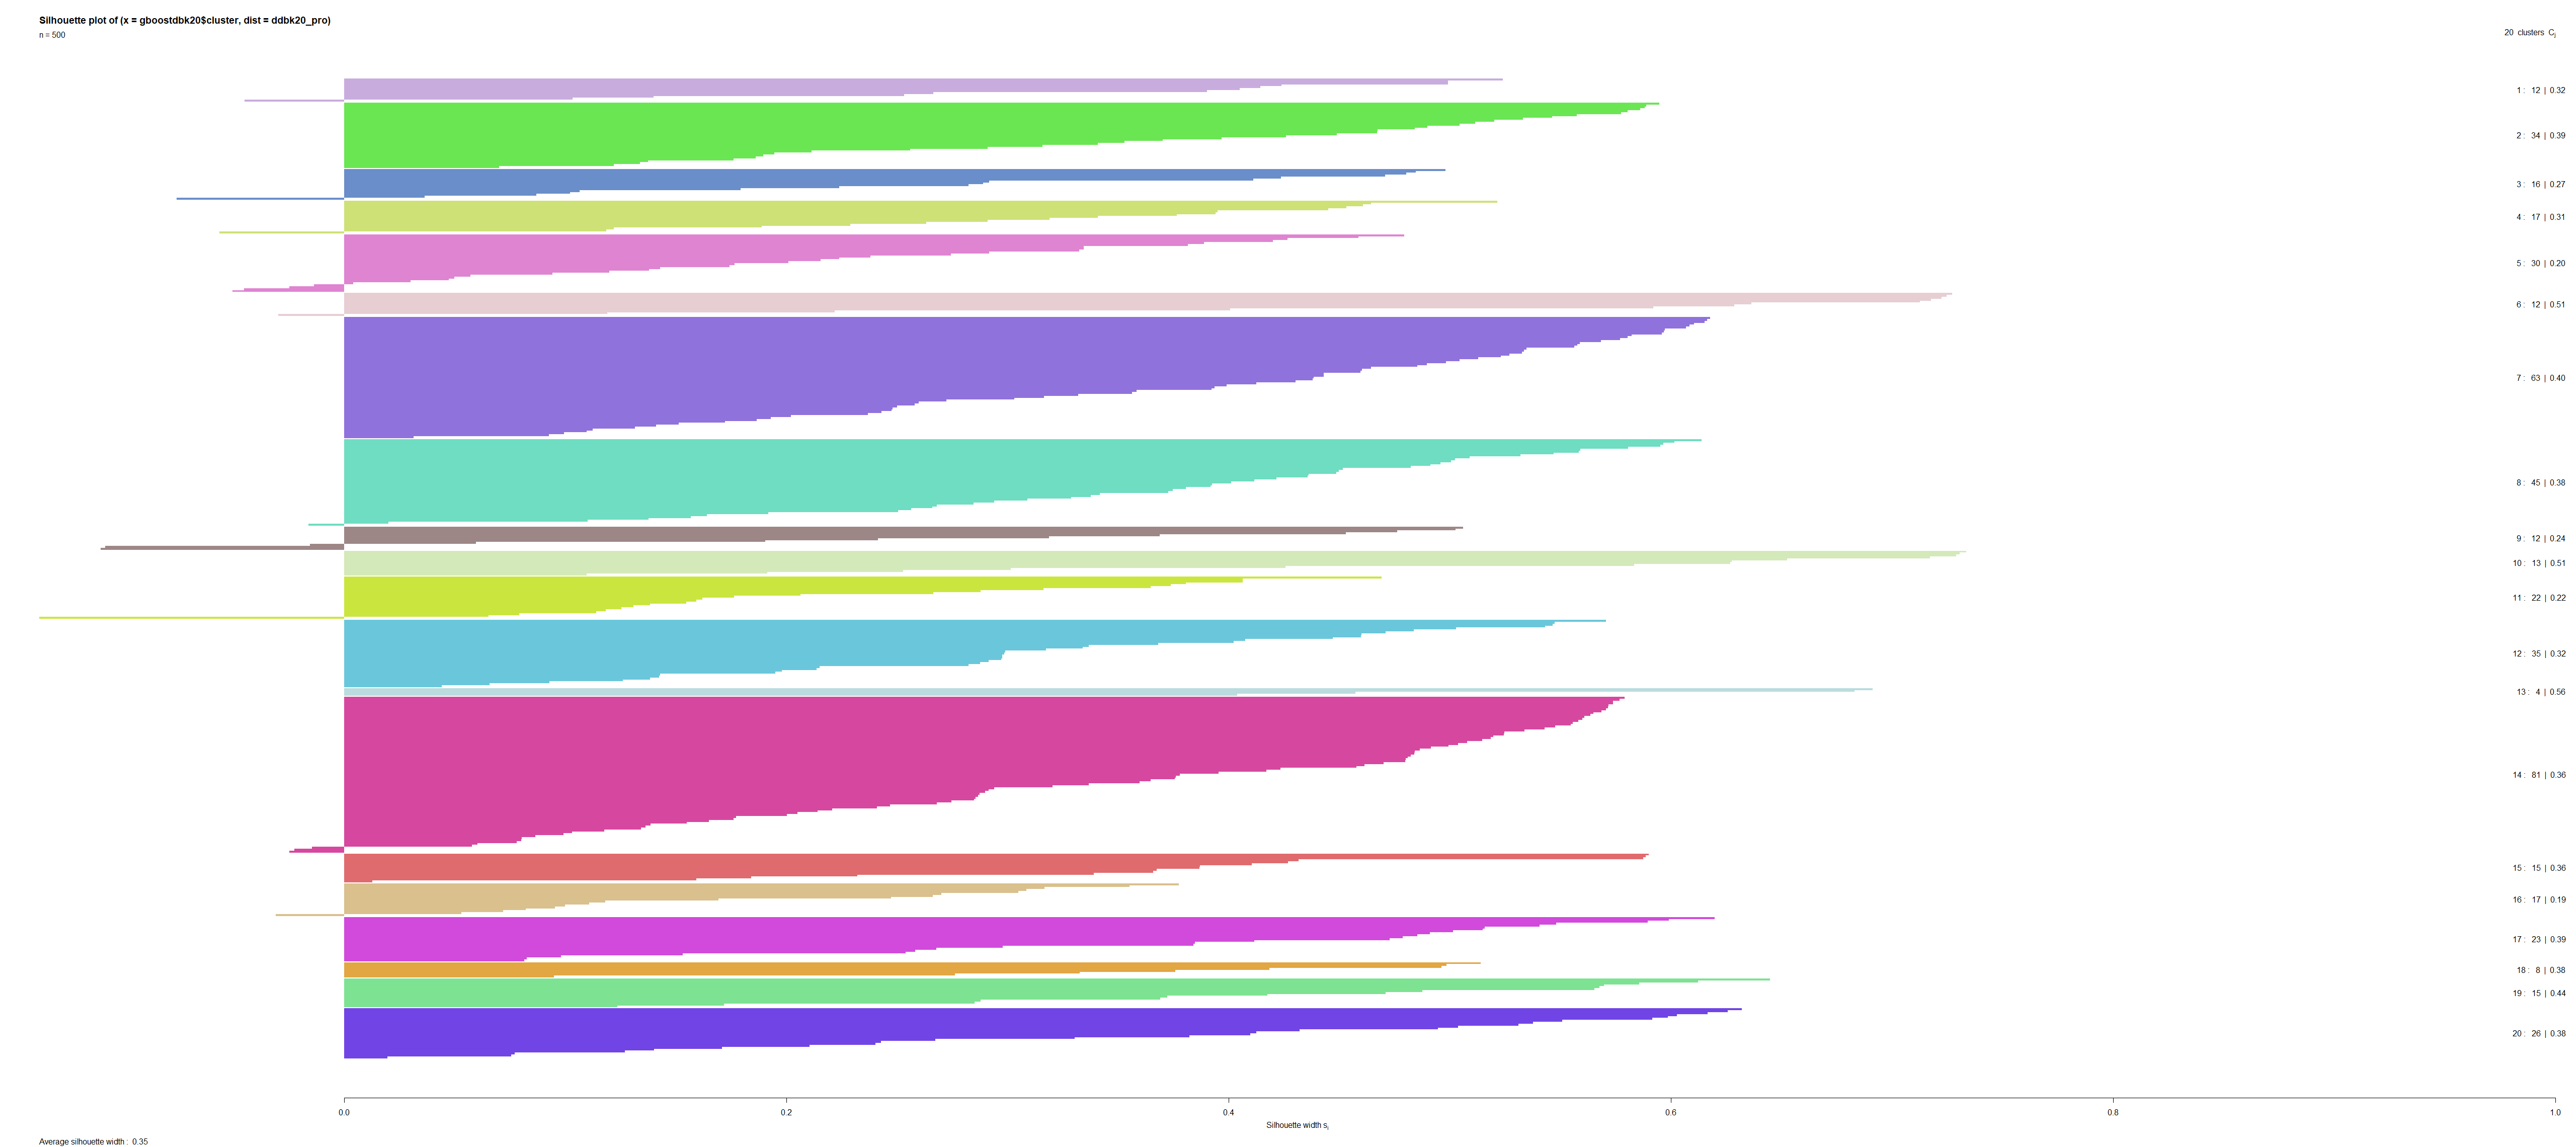 Silhouette plot of (x = gboostdbk20$cluster, dist = ddbk20_pro)
n = 500
20 clusters Cj
1 : 12 | 0.32
2 : 34 | 0.39
3 : 16 | 0.27
4 : 17 | 0.31
5 : 30 | 0.20
6 : 12 | 0.51
7 : 63 | 0.40
8 : 45 | 0.38
9 : 12 | 0.24
10 : 13 | 0.51
11 : 22 | 0.22
12 : 35 | 0.32
13 : 4 | 0.56
14 : 81 | 0.36
15 : 15 | 0.36
16 : 17 | 0.19
17 : 23 | 0.39
18 : 8 | 0.38
19 : 15 | 0.44
20 : 26 | 0.38
0.0 0.2 0.4 0.6 0.8 1.0
Silhouette width si
Average silhouette width : 0.35